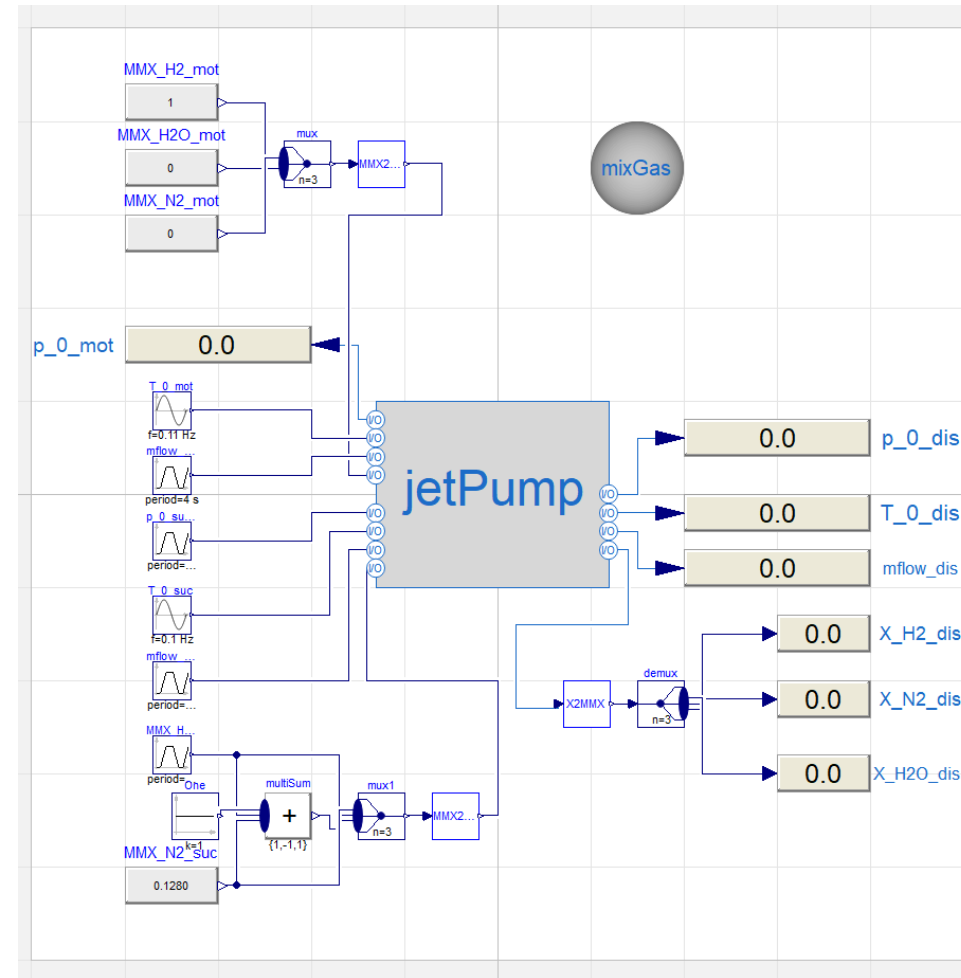 MMX_H2_mot
1
MMX_H2O_mot
0
MMX_N2_mot
0
mux
n=3
MMX2...
mixGas
p_0_mot
0.0
T_0_mot
f=0.11 Hz
mflow_...
period=4 s
p_0_su...
period=...
T_0_suc
f=0.1 Hz
mflow_...
period=...
MMX_H...
period=...
I/O
I/O
I/O
I/O
I/O
I/O
I/O
I/O
jetPump
I/O
I/O
I/O
I/O
0.0
p_0_dis
0.0
T_0_dis
0.0
mflow_dis
0.0
X_H2_dis
0.0
X_N2_dis
0.0
X_H2O_dis
X2MMX
demux
n=3
One
k=1
multiSum
+
{1,-1,1}
mux1
n=3
MMX2...
MMX_N2_suc
0.1280